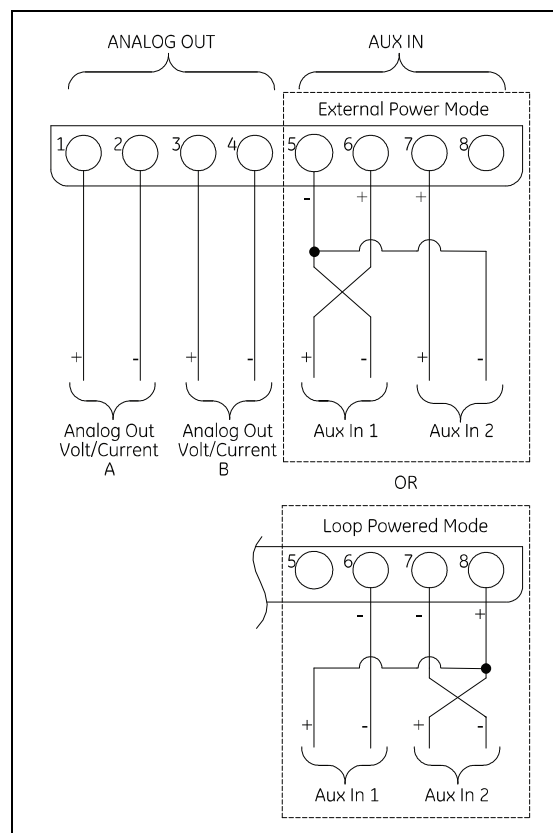 ANALOG OUT AUX IN
External Power Mode
1 2 3 4 5 6 7 8
- + +
+ - + - + - + -
Analog Out Volt/Current A
Analog Out Volt/Current B
Aux In 1 Aux In 2
OR
Loop Powered Mode
5 6 7 8
- - +
+ - + -
Aux In 1 Aux In 2